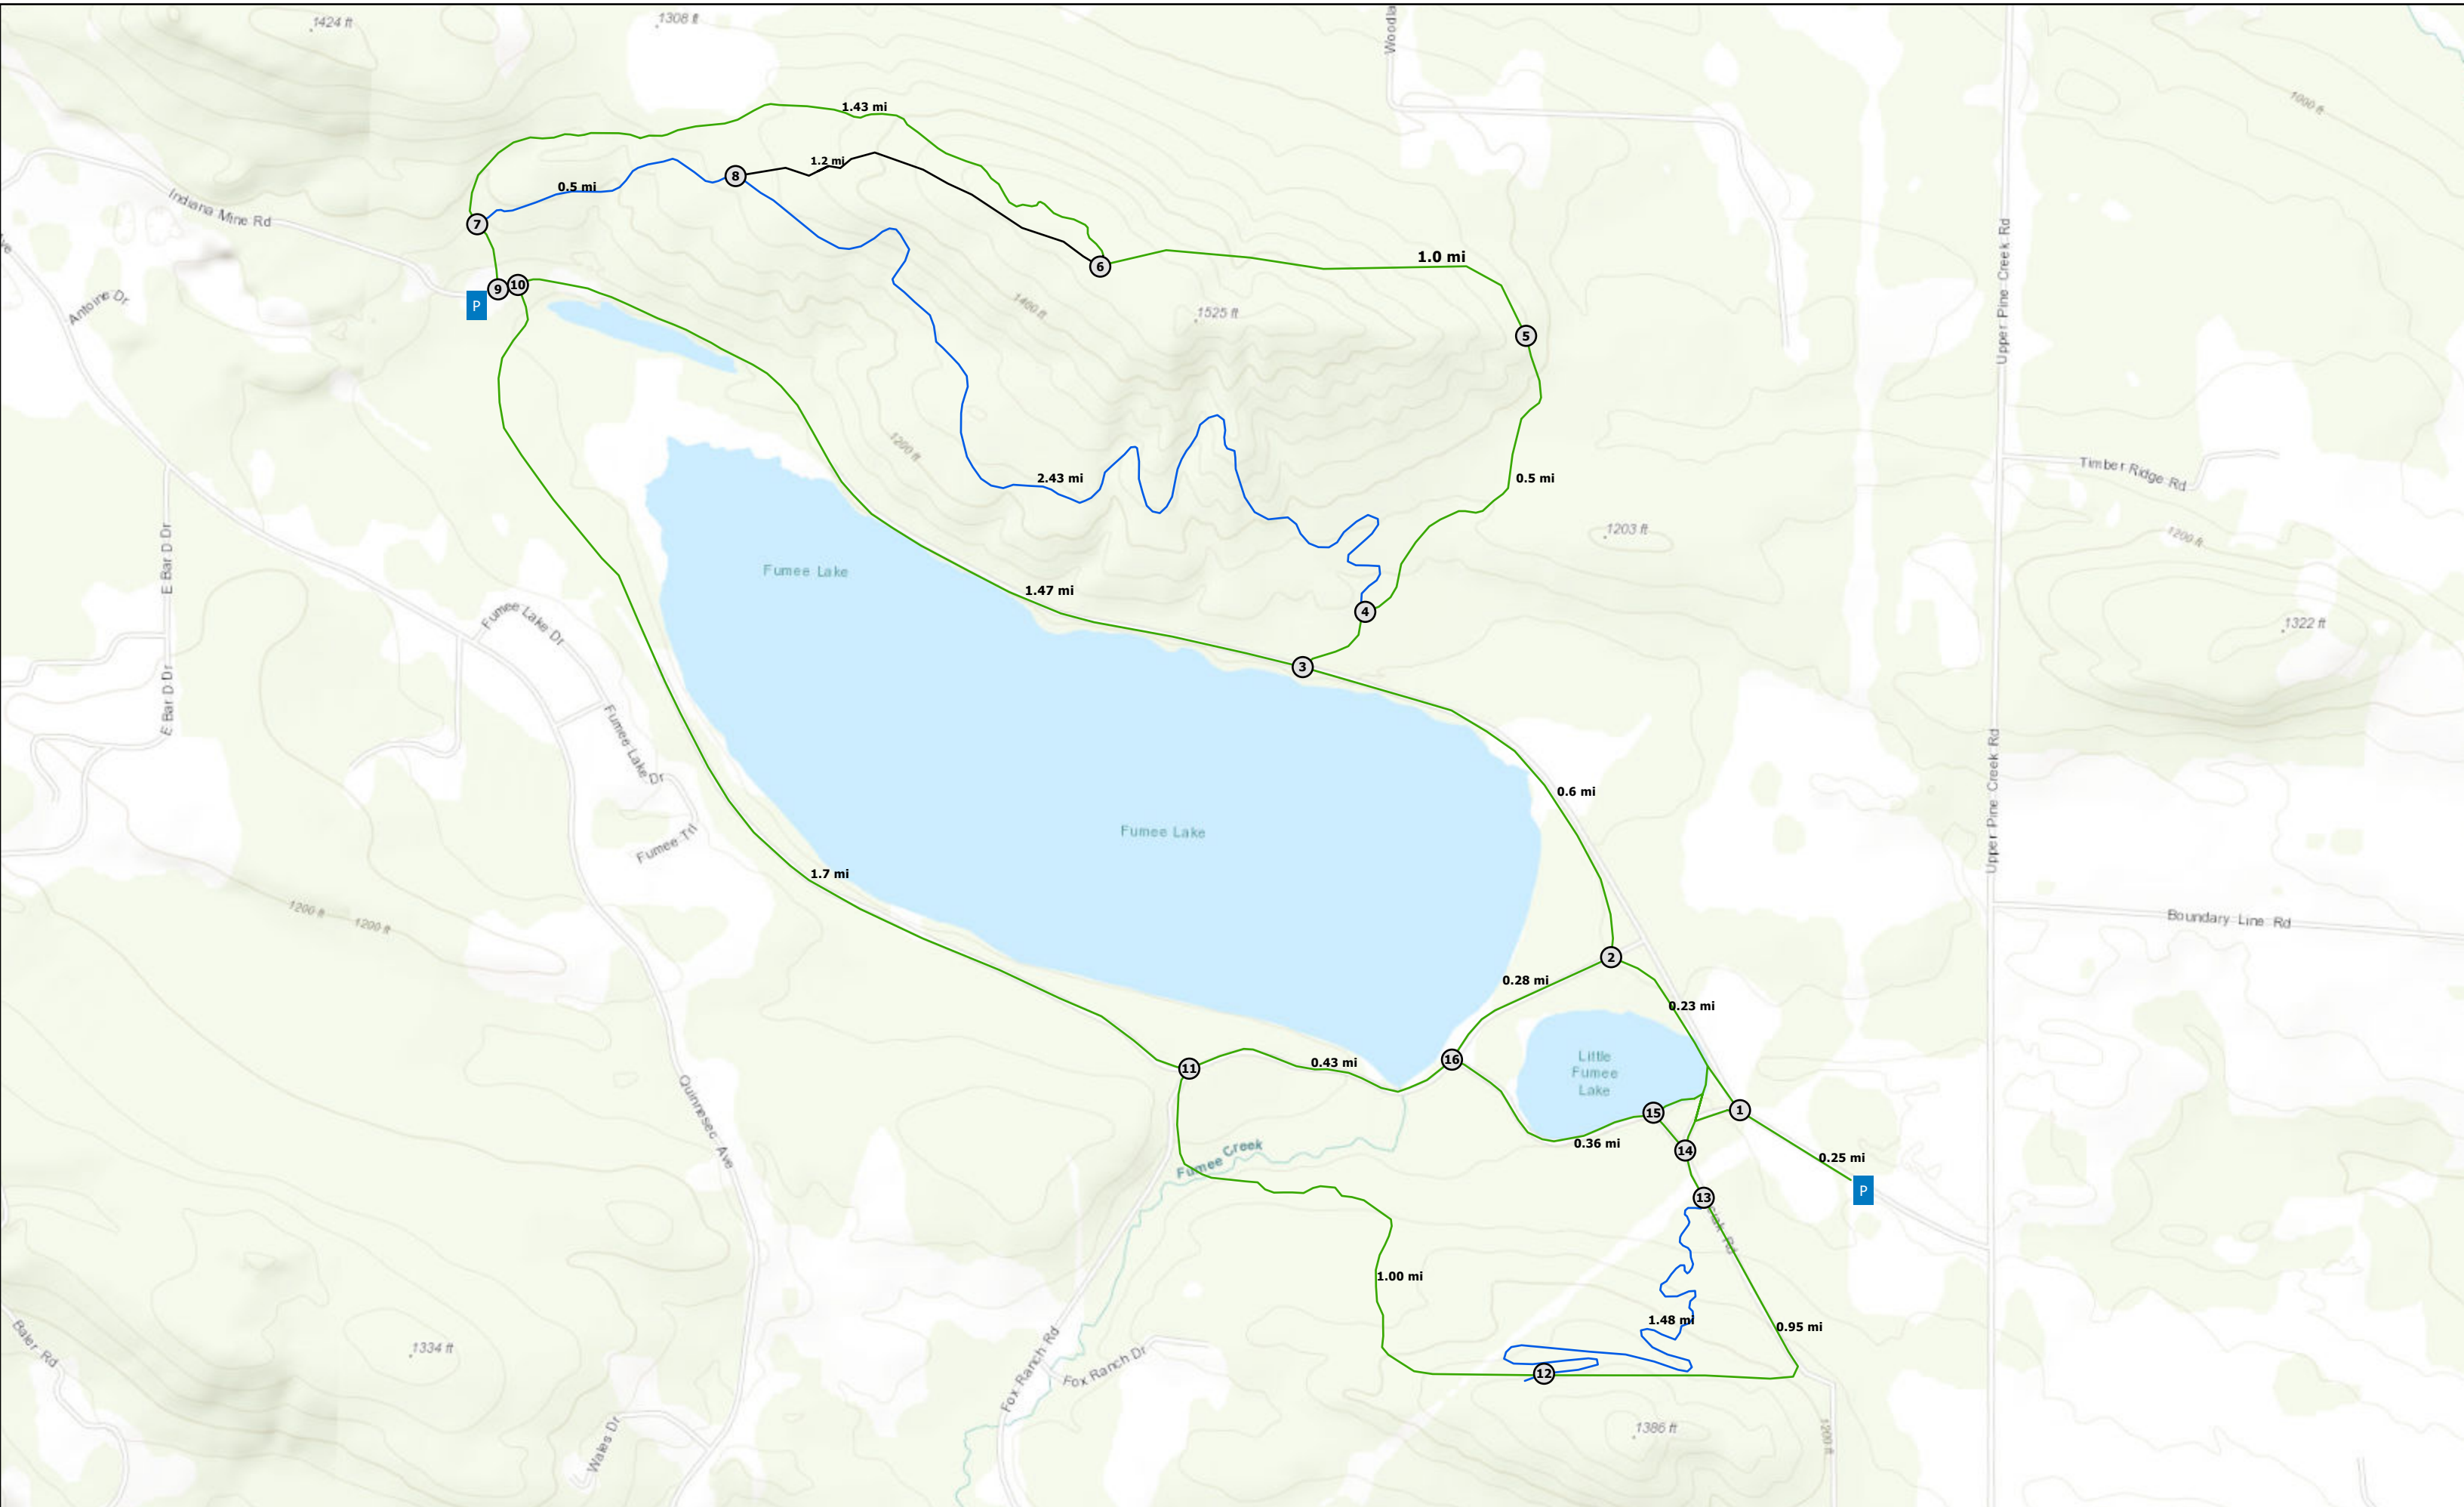 1424 ft
1308 ft
Woodla
1000 ft
1.43 mi
1.2 mi
8
0.5 mi
Indiana Mine Rd
7
1.0 mi
6
Upper Pine Creek Rd
9
10
P
Antoine Dr
1400 ft
1525 ft
5
1200 ft
2.43 mi
0.5 mi
Timber Ridge Rd
1203 ft
1200 ft
E Bar D Dr
Fumee Lake
1.47 mi
4
Fumee Lake Dr
1322 ft
3
E Bar D Dr
Fumee Lake Dr
0.6 mi
Upper Pine Creek Rd
Fumee Lake
Fumee Trl
1.7 mi
1200 ft
1200 ft
Boundary Line Rd
2
0.28 mi
0.23 mi
16
11
0.43 mi
Little
Fumee
Lake
15
1
0.36 mi
14
0.25 mi
P
Quinnesec Ave
Fumee Creek
13
1.00 mi
1.48 mi
0.95 mi
Baler Rd
1334 ft
Fox Ranch Rd
Fox Ranch Dr
12
1386 ft
1200 ft
Wales Dr